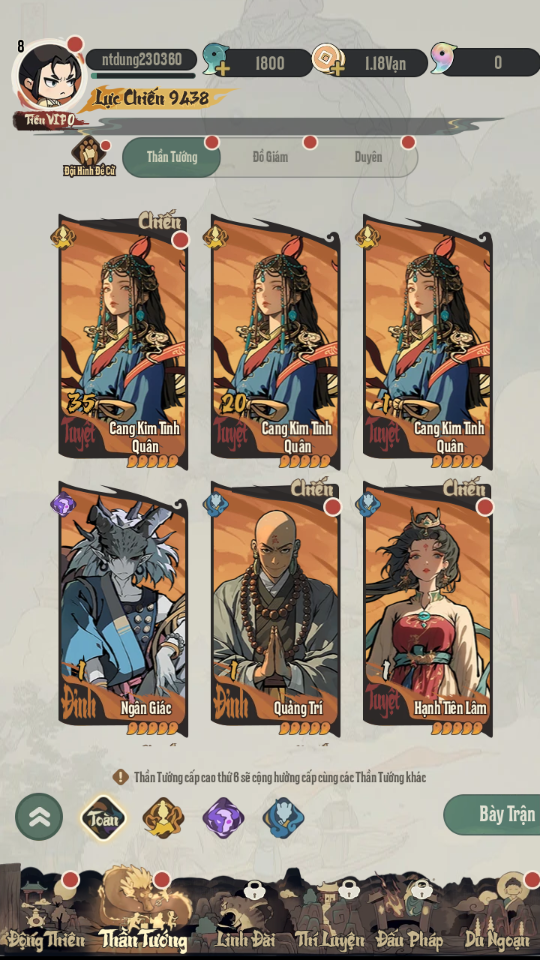 8
ntdung230360
1800
1.18Vạn
0
Lực Chiến 9438
Tiên VIP 0
Đội Hình Đề Cử
Thần Tướng
Đồ Giám
Duyên
Chiến
35
Tuyệt
Cang Kim Tinh
Quân
20
Tuyệt
Cang Kim Tinh
Quân
1
Tuyệt
Cang Kim Tinh
Quân
Chiến
Chiến
1
Đỉnh
Ngân Giác
1
Đỉnh
Quảng Trí
1
Tuyệt
Hạnh Tiên Lâm
Thần Tướng cấp cao thứ 6 sẽ cộng hưởng cấp cùng các Thần Tướng khác
Toàn
Bày Trận
Động Thiên
Thần Tướng
Linh Đài
Thí Luyện
Đấu Pháp
Du Ngoạn